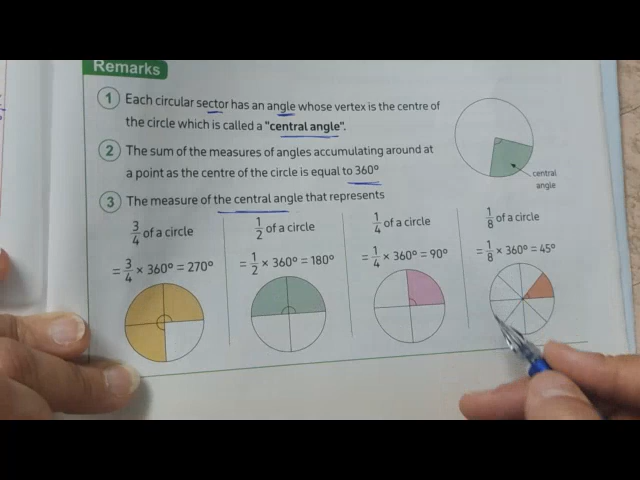 Remarks
1 Each circular sector has an angle whose vertex is the centre of
the circle which is called a "central angle".
2 The sum of the measures of angles accumulating around at
a point as the centre of the circle is equal to 360°
central
angle
3 The measure of the central angle that represents
3/4 of a circle
= 3/4 × 360° = 270°
1/2 of a circle
= 1/2 × 360° = 180°
1/4 of a circle
= 1/4 × 360° = 90°
1/8 of a circle
= 1/8 × 360° = 45°